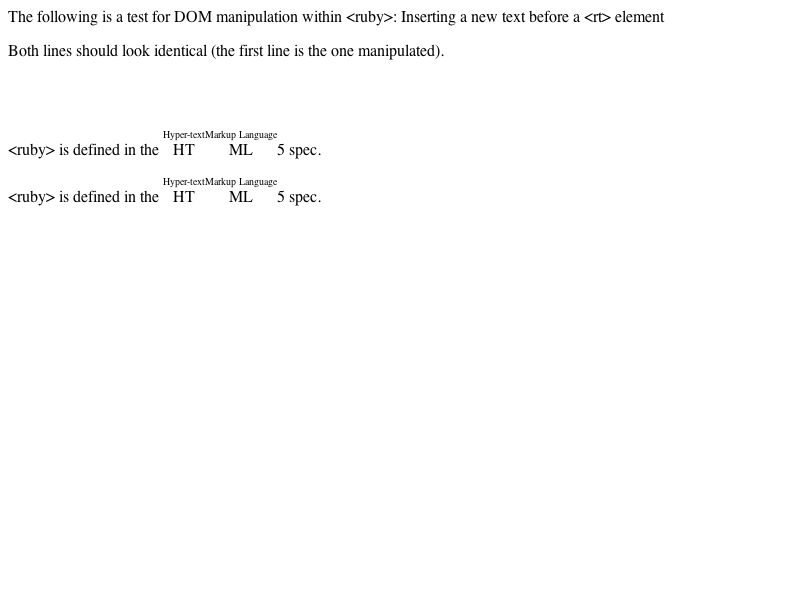 The following is a test for DOM manipulation within <ruby>: Inserting a new text before a <rt> element
Both lines should look identical (the first line is the one manipulated).
Hyper-textMarkup Language
<ruby> is defined in the HT ML 5 spec.
Hyper-textMarkup Language
<ruby> is defined in the HT ML 5 spec.